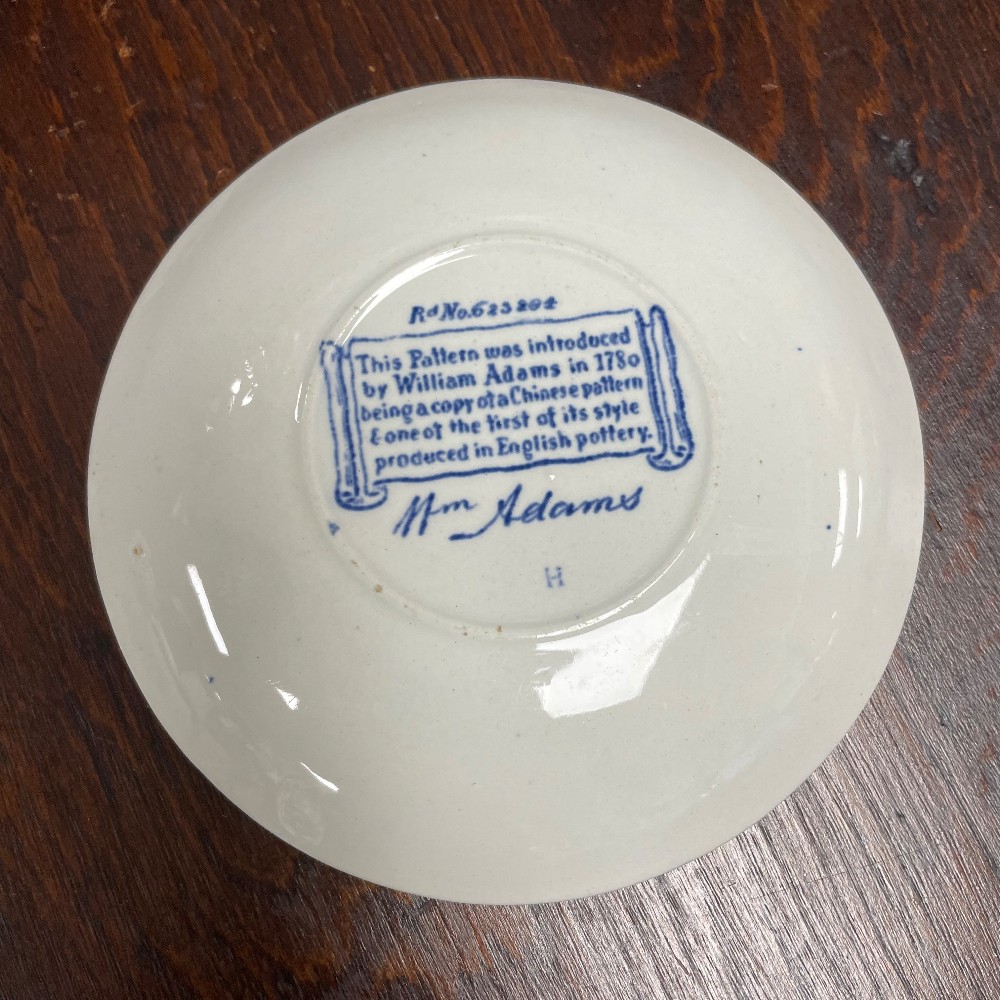 Rd No. 623294
This Pattern was introduced
by William Adams in 1780
being a copy of a Chinese pattern
& one of the first of its style
produced in English pottery.
Wm Adams
H